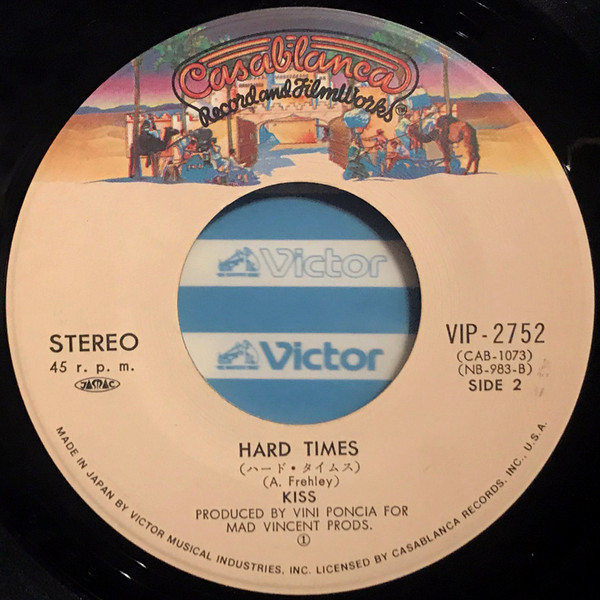 Casablanca
Record and FilmWorks
®
Victor
Victor
STEREO
45 r. p. m.
JASRAC
VIP-2752
(CAB-1073)
(NB-983-B)
SIDE 2
HARD TIMES
(ハード・タイムス)
(A. Frehley)
KISS
PRODUCED BY VINI PONCIA FOR
MAD VINCENT PRODS.
①
MADE IN JAPAN BY VICTOR MUSICAL INDUSTRIES, INC. LICENSED BY CASABLANCA RECORDS, INC., U.S.A.